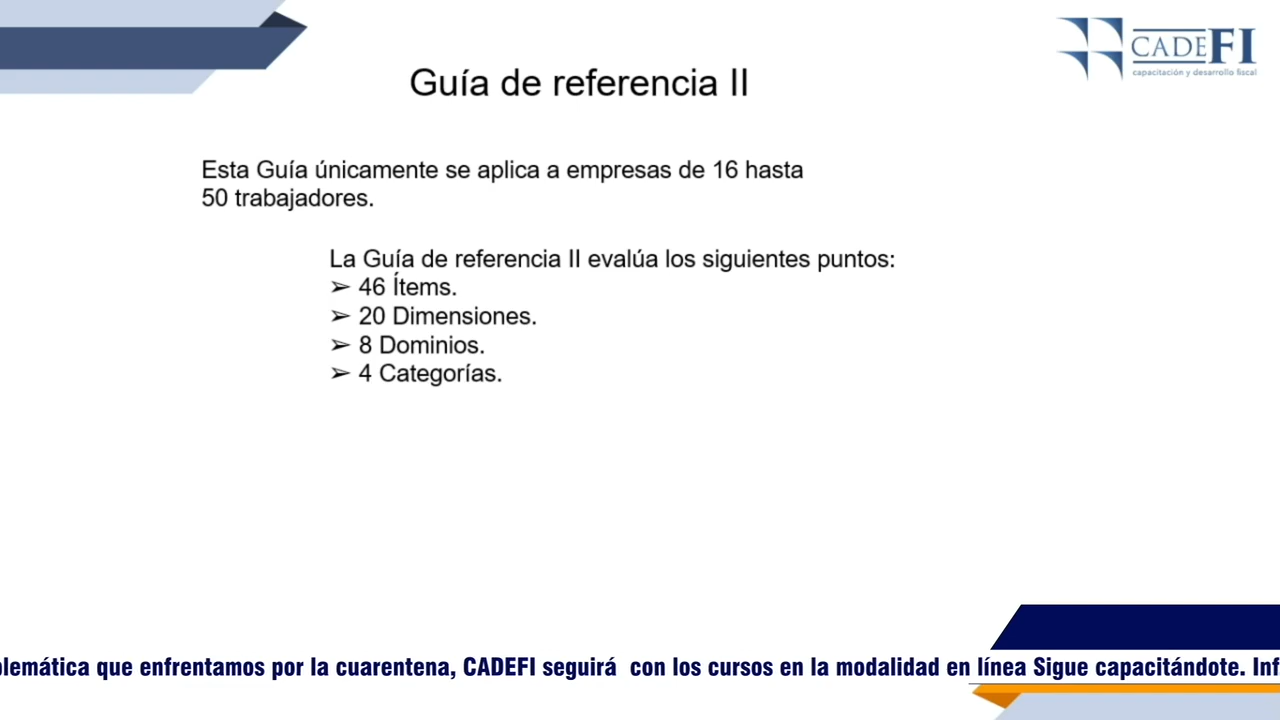 CADEFI
capacitación y desarrollo fiscal
Guía de referencia II
Esta Guía únicamente se aplica a empresas de 16 hasta
50 trabajadores.
La Guía de referencia II evalúa los siguientes puntos:
➢ 46 Ítems.
➢ 20 Dimensiones.
➢ 8 Dominios.
➢ 4 Categorías.
que enfrentamos por la cuarentena, CADEFI seguirá con los cursos en la modalidad en línea Sigue capacitándote.